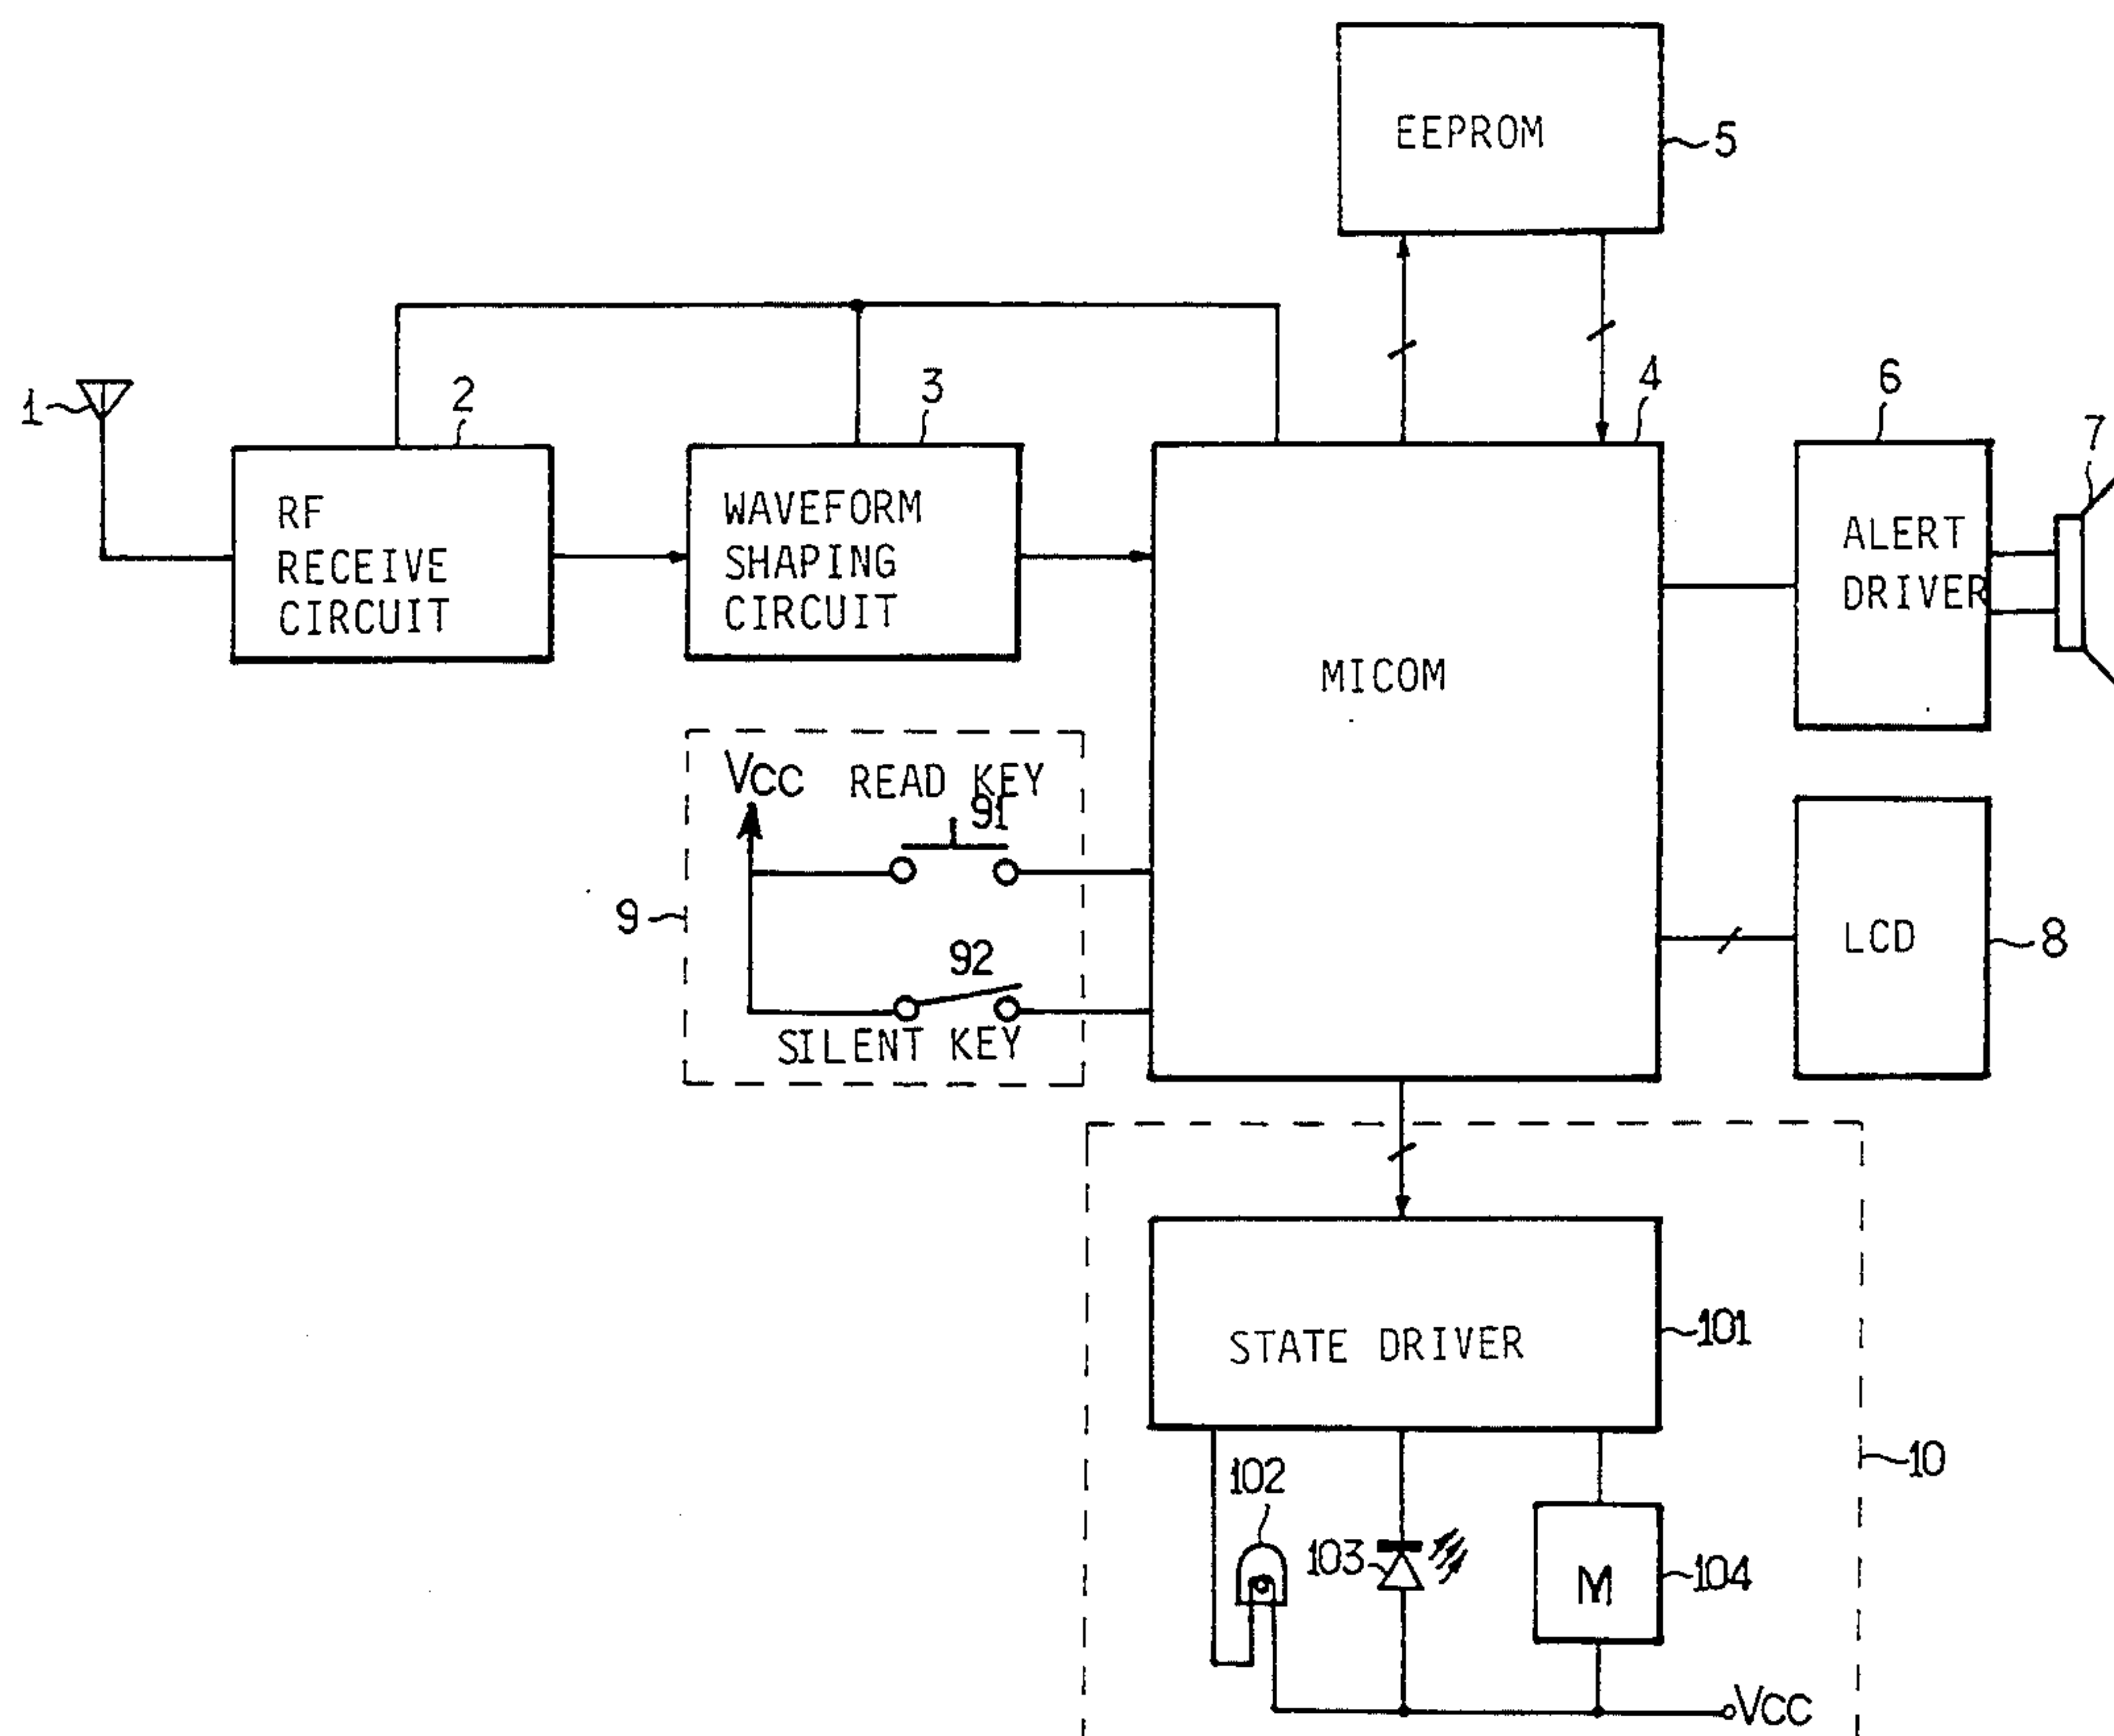 EEPROM
5
1
2
3
4
6
7
RF
RECEIVE
CIRCUIT
WAVEFORM
SHAPING
CIRCUIT
MICOM
ALERT
DRIVER
VCC READ KEY
91
9
92
SILENT KEY
LCD
8
STATE DRIVER
101
10
102
103
M
104
VCC